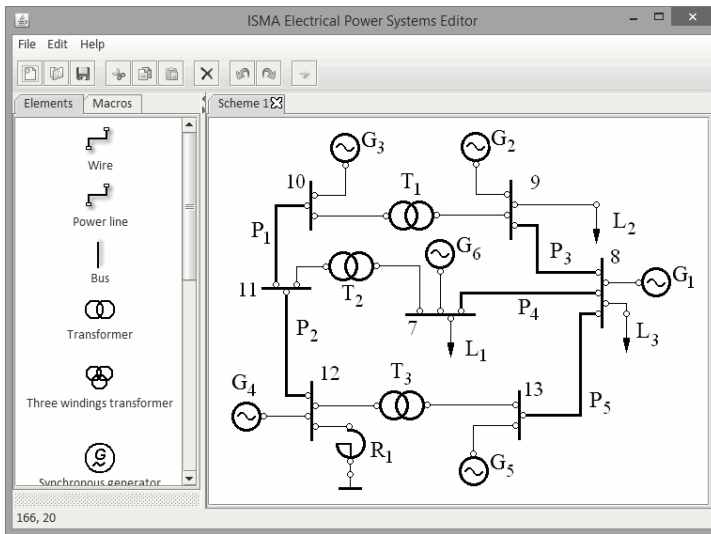 ISMA Electrical Power Systems Editor
File Edit Help
Elements Macros
Scheme 1
Wire
Power line
Bus
Transformer
Three windings transformer
G
Synchronous generator
G3
G2
10
T1
9
P1
L2
P3
G6
8
G1
11
T2
7
P4
L1
L3
P2
12
T3
13
G4
P5
R1
G5
166, 20